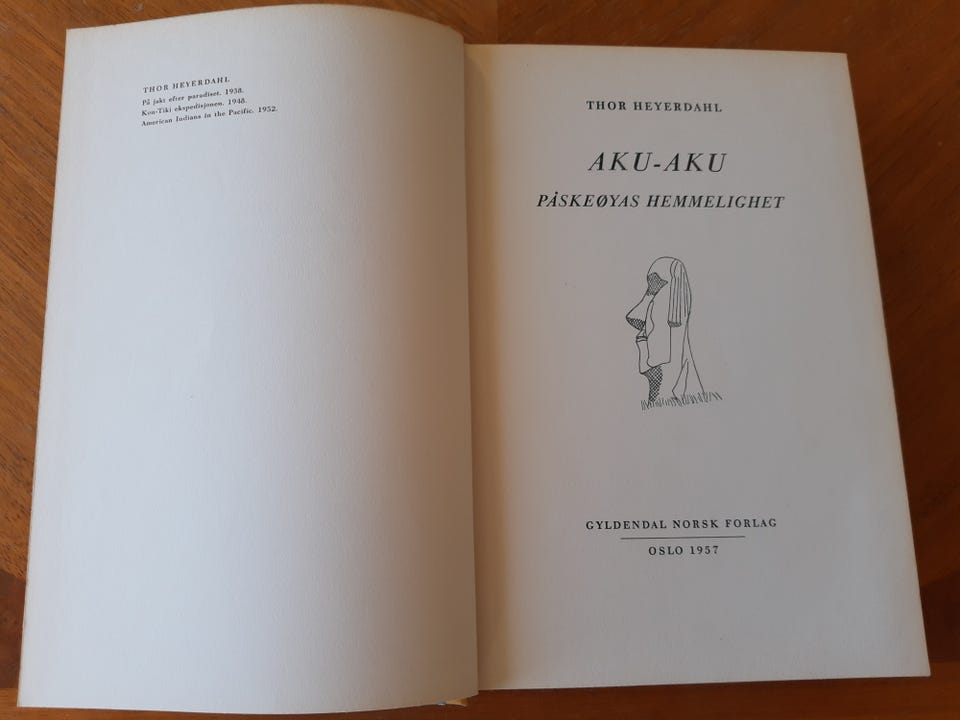 THOR HEYERDAHL
På jakt efter paradiset. 1938.
Kon-Tiki ekspedisjonen. 1948.
American Indians in the Pacific. 1952.
THOR HEYERDAHL
AKU-AKU
PÅSKEØYAS HEMMELIGHET
GYLDENDAL NORSK FORLAG
OSLO 1957